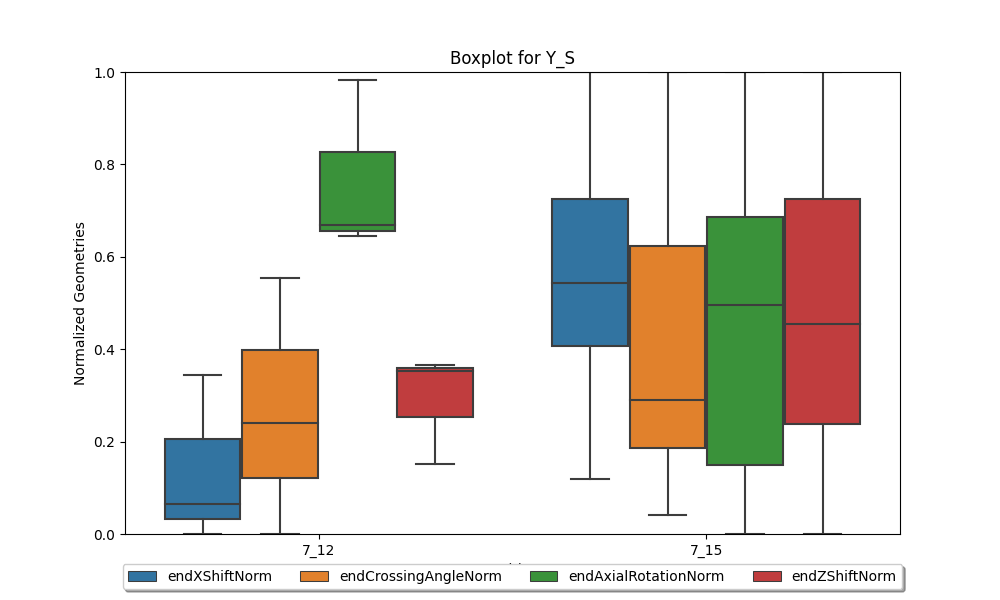 Boxplot for Y_S
Normalized Geometries
1.0
0.8
0.6
0.4
0.2
0.0
7_12
7_15
endXShiftNorm
endCrossingAngleNorm
endAxialRotationNorm
endZShiftNorm